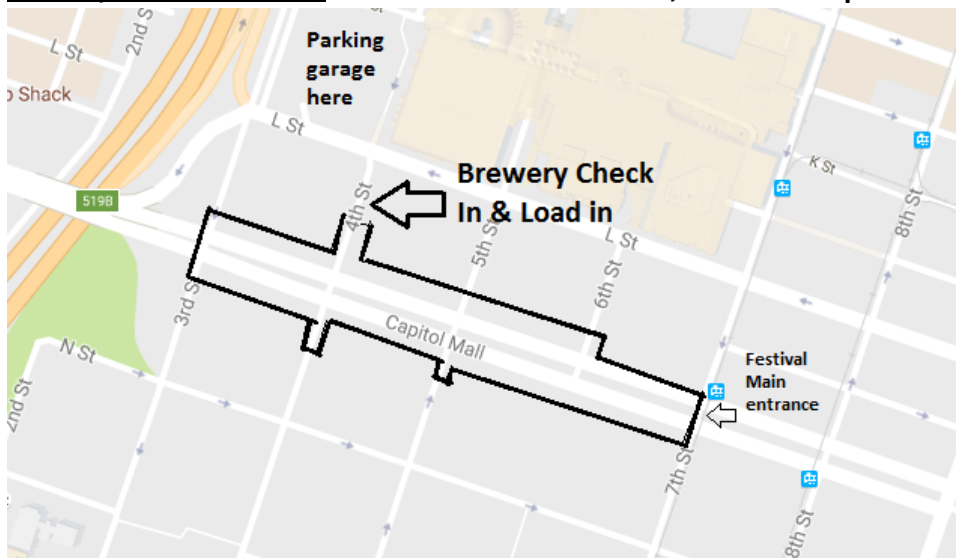 2nd St
L St
o Shack
Parking
garage
here
L St
Brewery Check
In & Load in
4th St
K St
8th St
519B
5th St
L St
6th St
3rd S
Capitol Mall
N St
Festival
Main
entrance
2nd St
7th St
8th St